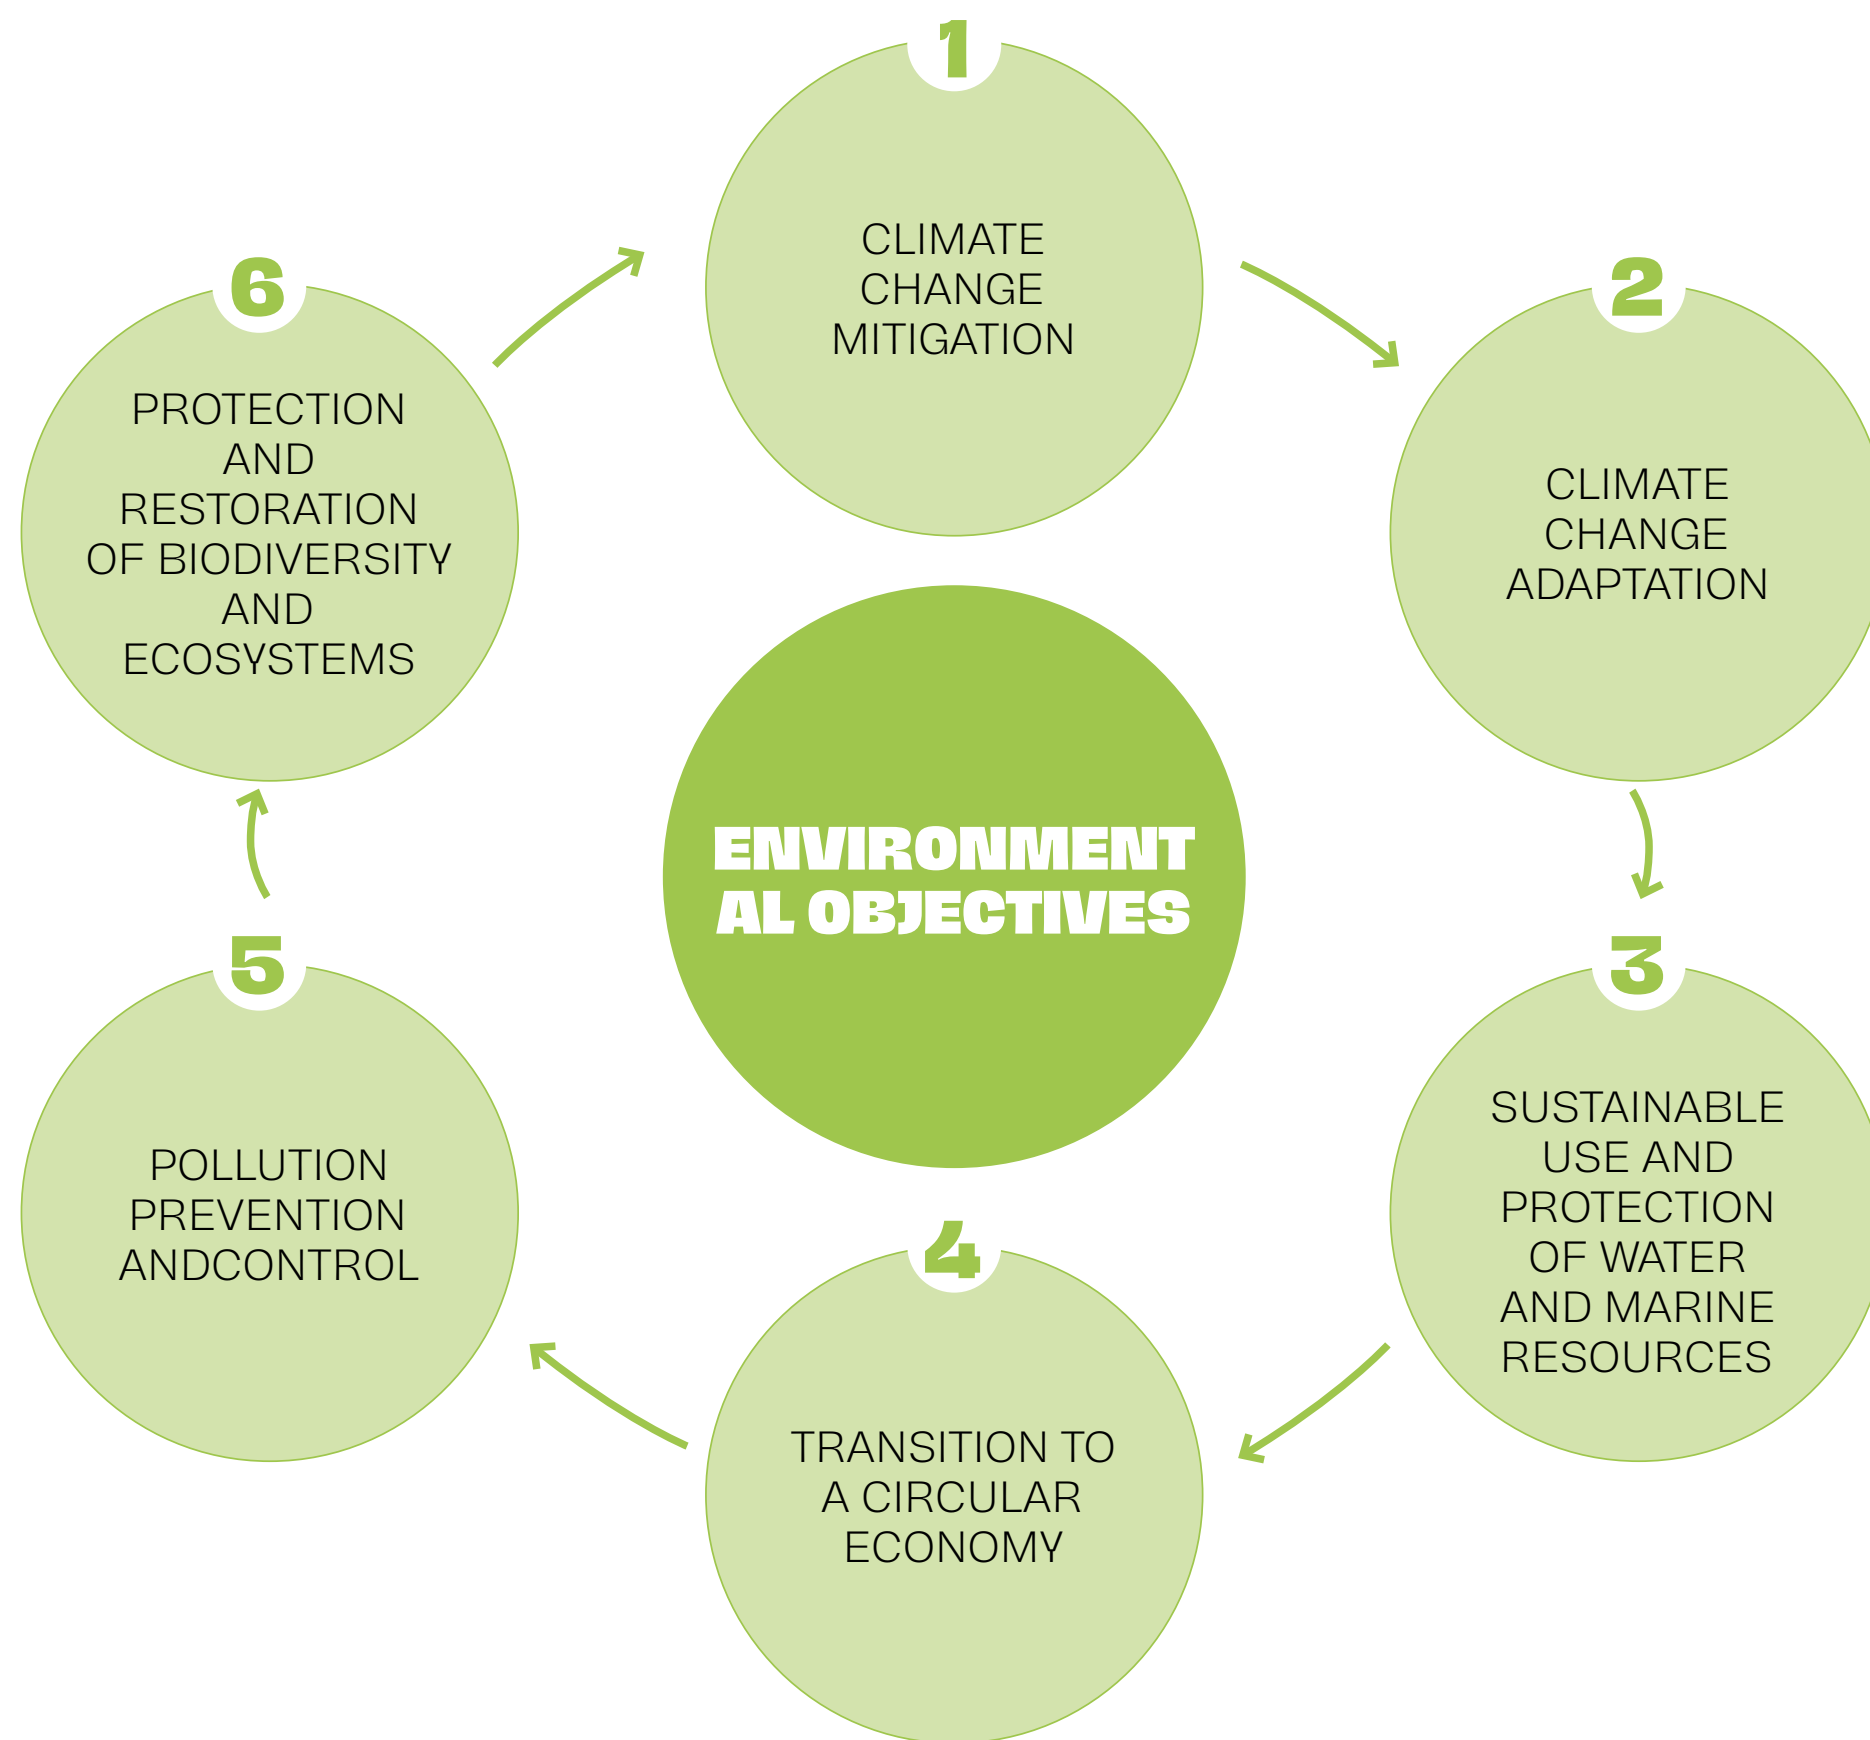 1
CLIMATE
CHANGE
MITIGATION
2
CLIMATE
CHANGE
ADAPTATION
3
SUSTAINABLE
USE AND
PROTECTION
OF WATER
AND MARINE
RESOURCES
4
TRANSITION TO
A CIRCULAR
ECONOMY
5
POLLUTION
PREVENTION
ANDCONTROL
6
PROTECTION
AND
RESTORATION
OF BIODIVERSITY
AND
ECOSYSTEMS
ENVIRONMENT
AL OBJECTIVES